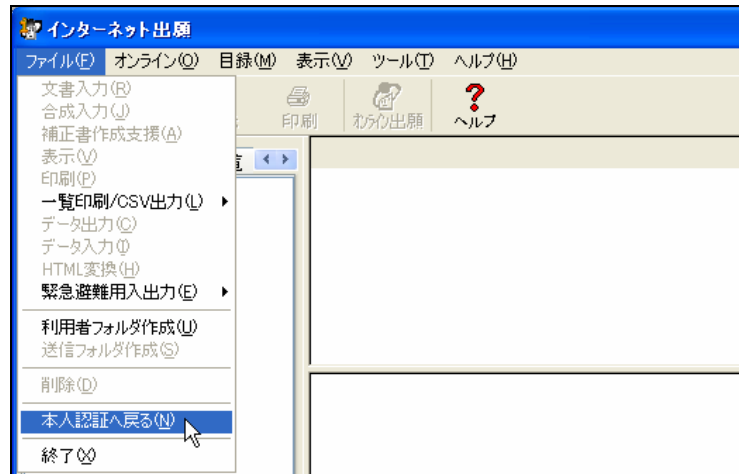 インターネット出願
ファイル(F) オンライン(O) 目録(M) 表示(V) ツール(T) ヘルプ(H)
印刷 オンライン出願 ヘルプ
文書入力(R)
合成入力(J)
補正書作成支援(A)
表示(V)
印刷(P)
一覧印刷/CSV出力(L)
データ出力(C)
データ入力(I)
HTML変換(H)
緊急避難用入出力(E)
利用者フォルダ作成(U)
送信フォルダ作成(S)
削除(D)
本人認証へ戻る(N)
終了(X)